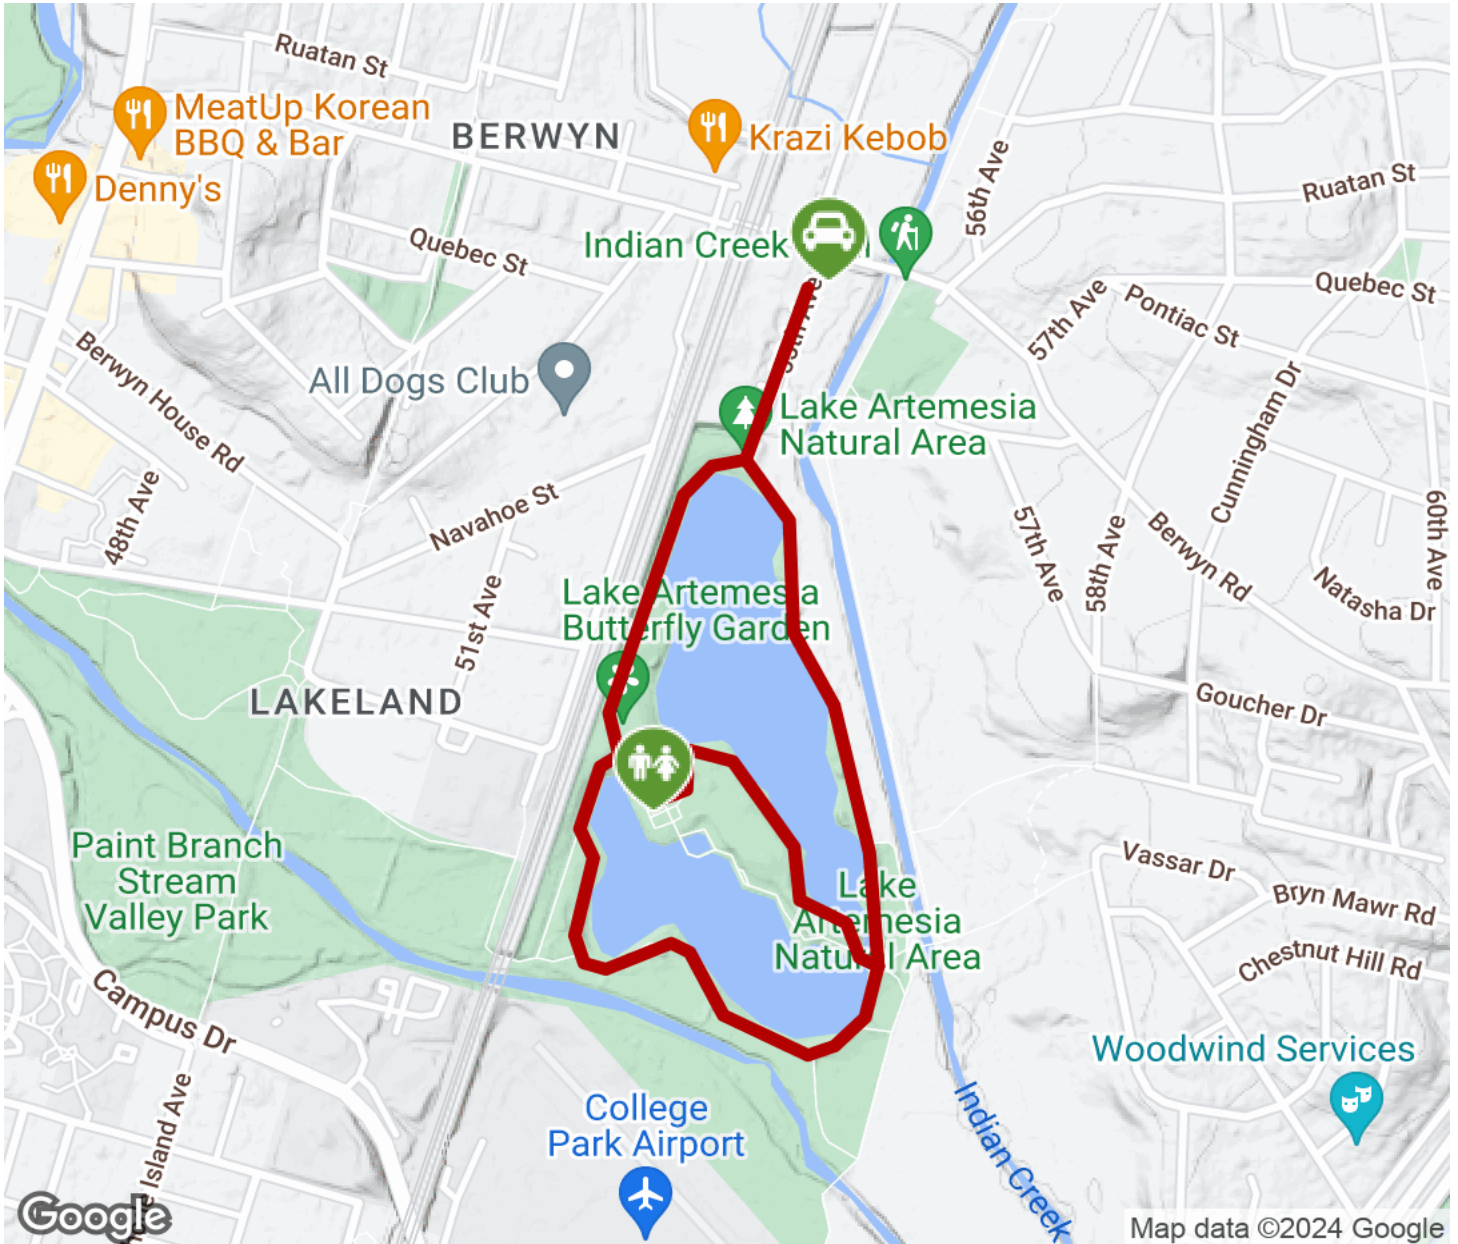 Ruatan St
MeatUp Korean
BBQ & Bar
BERWYN
Krazi Kebob
Denny's
56th Ave
Ruatan St
Quebec St
Indian Creek
Quebec St
57th Ave
Pontiac St
Berwyn House Rd
All Dogs Club
Lake Artemesia
Natural Area
Cunningham Dr
48th Ave
Navahoe St
57th Ave
58th Ave
Berwyn Rd
60th Ave
Natasha Dr
Lake Artemesia
Butterfly Garden
51st Ave
LAKELAND
Goucher Dr
Paint Branch
Stream
Valley Park
Vassar Dr
Bryn Mawr Rd
Lake
Artemesia
Natural Area
Chestnut Hill Rd
Campus Dr
Woodwind Services
College
Park Airport
Indian Creek
Island Ave
Google
Map data ©2024 Google